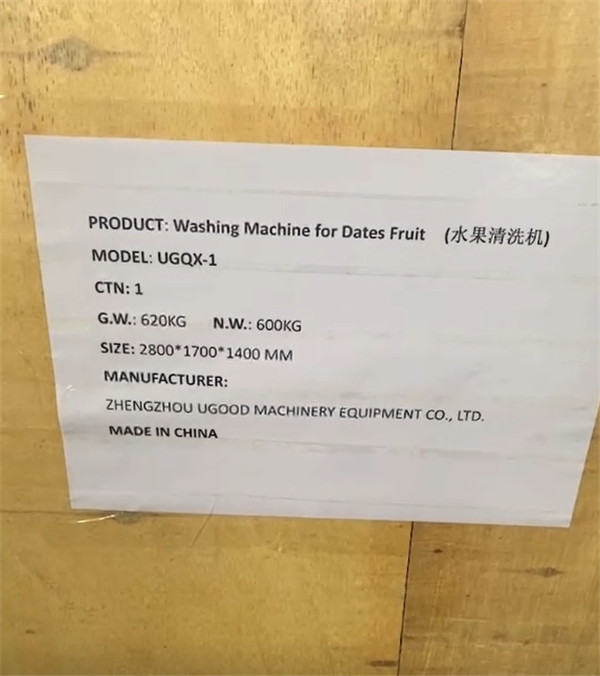 PRODUCT: Washing Machine for Dates Fruit (水果清洗机)
MODEL: UGQX-1
CTN: 1
G.W.: 620KG N.W.: 600KG
SIZE: 2800*1700*1400 MM
MANUFACTURER:
ZHENGZHOU UGOOD MACHINERY EQUIPMENT CO., LTD.
MADE IN CHINA